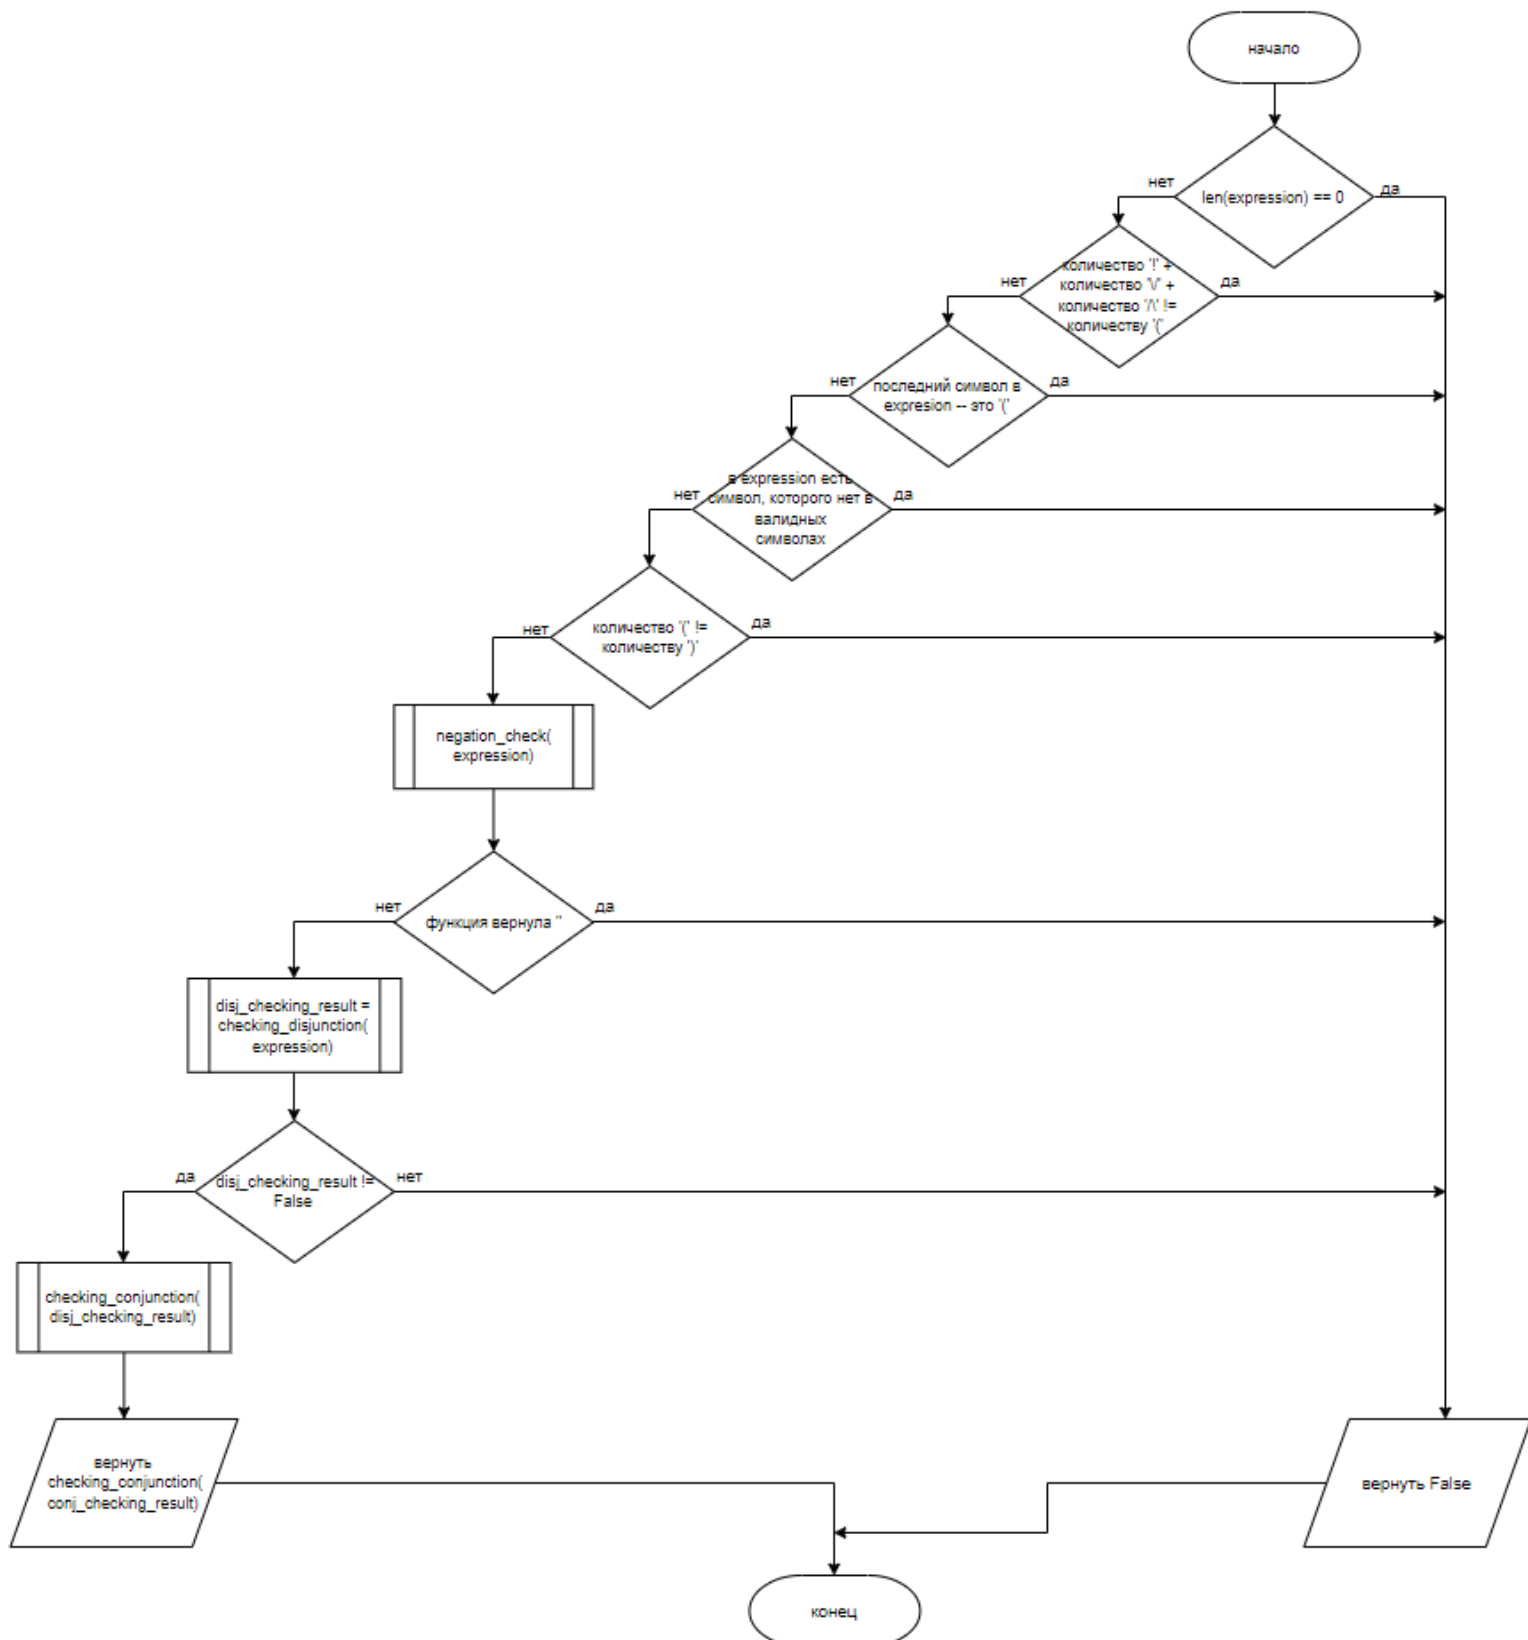 начало
len(expression) == 0
нет
да
количество '!' +
количество '\/' +
количество '/\' !=
количеству '('
нет
да
последний символ в
expresion -- это '('
нет
да
в expression есть
символ, которого нет в
валидных
символах
нет
да
количество '(' !=
количеству ')'
нет
да
negation_check(
expression)
функция вернула ''
нет
да
disj_checking_result =
checking_disjunction(
expression)
disj_checking_result !=
False
да
нет
checking_conjunction(
disj_checking_result)
вернуть
checking_conjunction(
conj_checking_result)
вернуть False
конец